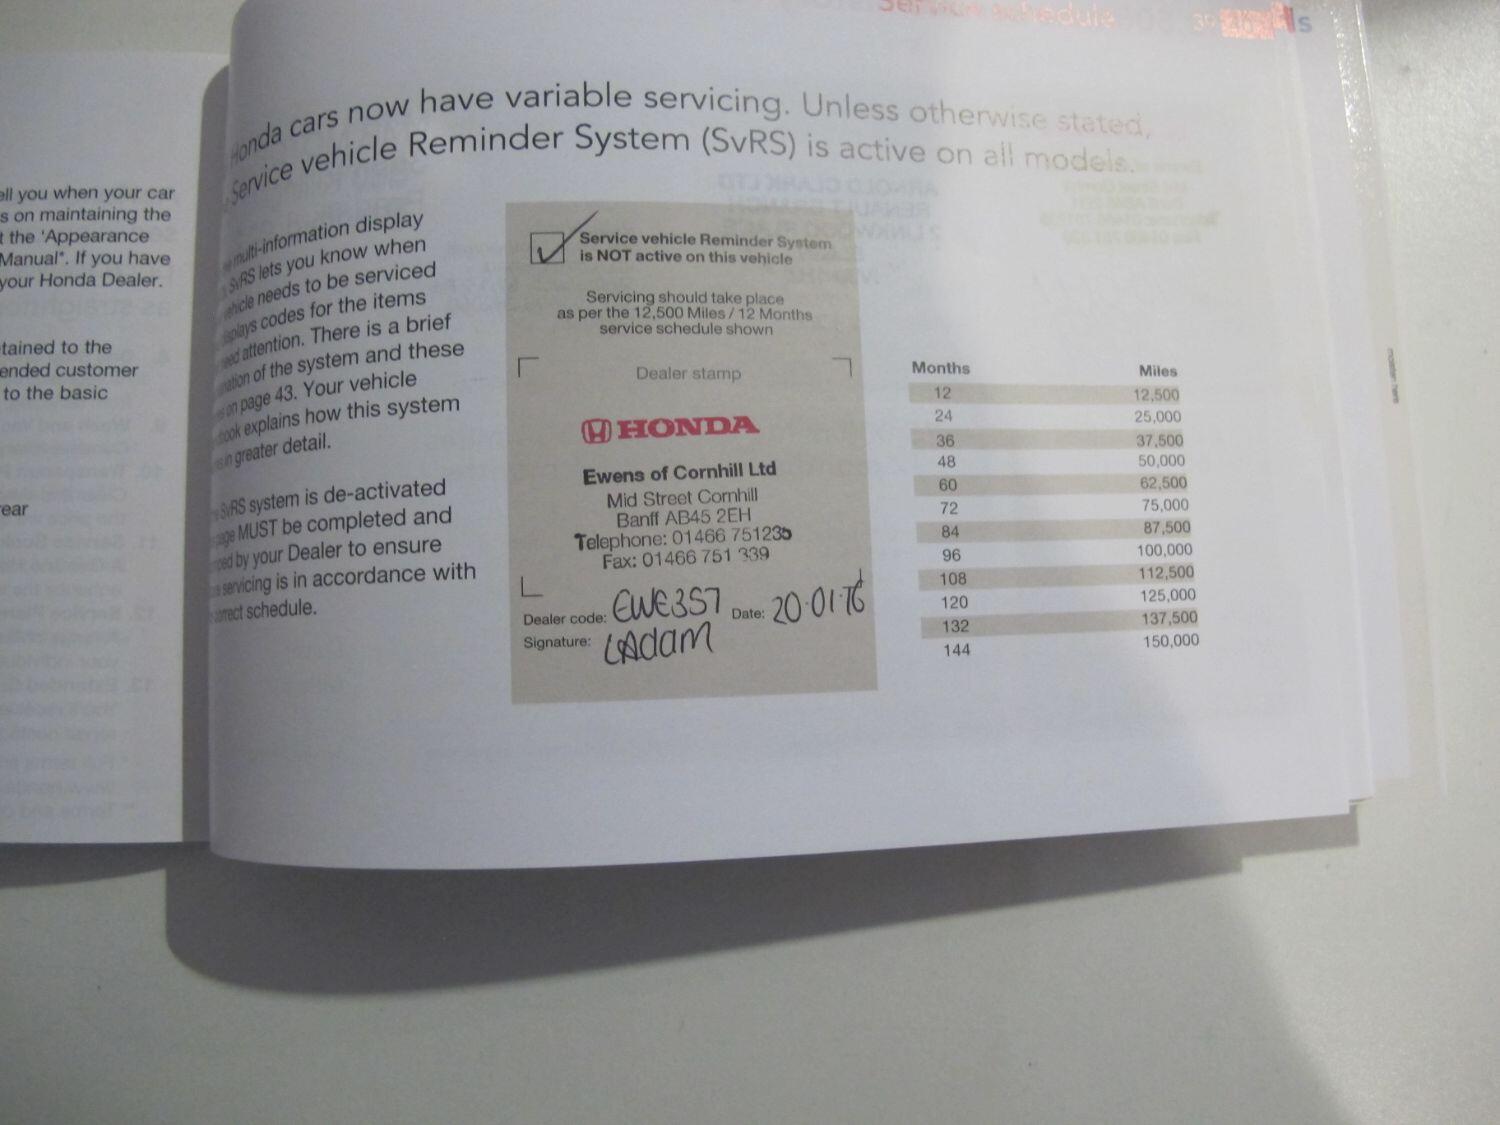 Service schedule
39
ell you when your car
s on maintaining the
t the 'Appearance
Manual". If you have
your Honda Dealer.
tained to the
ended customer
to the basic
ear
Honda cars now have variable servicing. Unless otherwise stated,
Service vehicle Reminder System (SvRS) is active on all models.
multi-information display
SvRS lets you know when
vehicle needs to be serviced
displays codes for the items
need attention. There is a brief
of the system and these
on page 43. Your vehicle
explains how this system
in greater detail.
SvRS system is de-activated
page MUST be completed and
by your Dealer to ensure
servicing is in accordance with
correct schedule.
Service vehicle Reminder System
is NOT active on this vehicle
Servicing should take place
as per the 12,500 Miles / 12 Months
service schedule shown
Dealer stamp
HONDA
Ewens of Cornhill Ltd
Mid Street Cornhill
Banff AB45 2EH
Telephone: 01466 751235
Fax: 01466 751 339
Dealer code: EWE357 Date: 20·01·16
Signature: LAdam
Months Miles
12 12,500
24 25,000
36 37,500
48 50,000
60 62,500
72 75,000
84 87,500
96 100,000
108 112,500
120 125,000
132 137,500
144 150,000